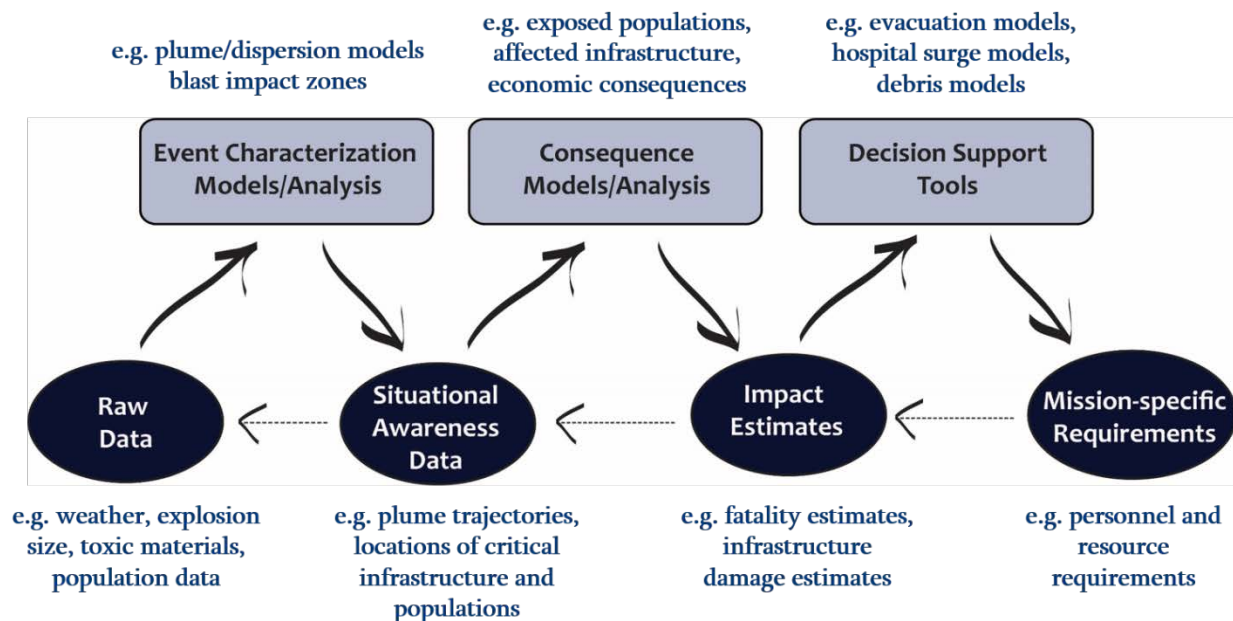 e.g. plume/dispersion models
blast impact zones
e.g. exposed populations,
affected infrastructure,
economic consequences
e.g. evacuation models,
hospital surge models,
debris models
Event Characterization
Models/Analysis
Consequence
Models/Analysis
Decision Support
Tools
Raw
Data
Situational
Awareness
Data
Impact
Estimates
Mission-specific
Requirements
e.g. weather, explosion
size, toxic materials,
population data
e.g. plume trajectories,
locations of critical
infrastructure and
populations
e.g. fatality estimates,
infrastructure
damage estimates
e.g. personnel and
resource
requirements